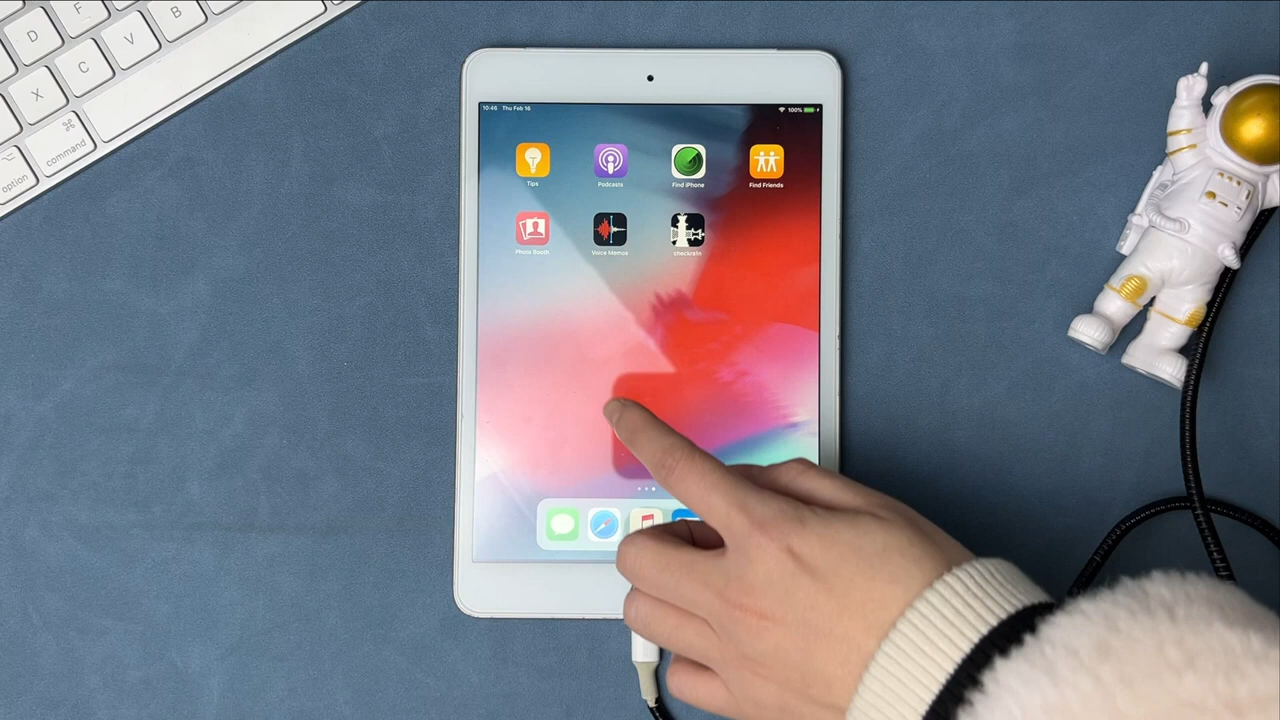 D
F
V
B
X
C
⌘
command
⌥
option
10:46 Thu Feb 16
100%
Tips
Podcasts
Find iPhone
Find Friends
Photo Booth
Voice Memos
checkra1n